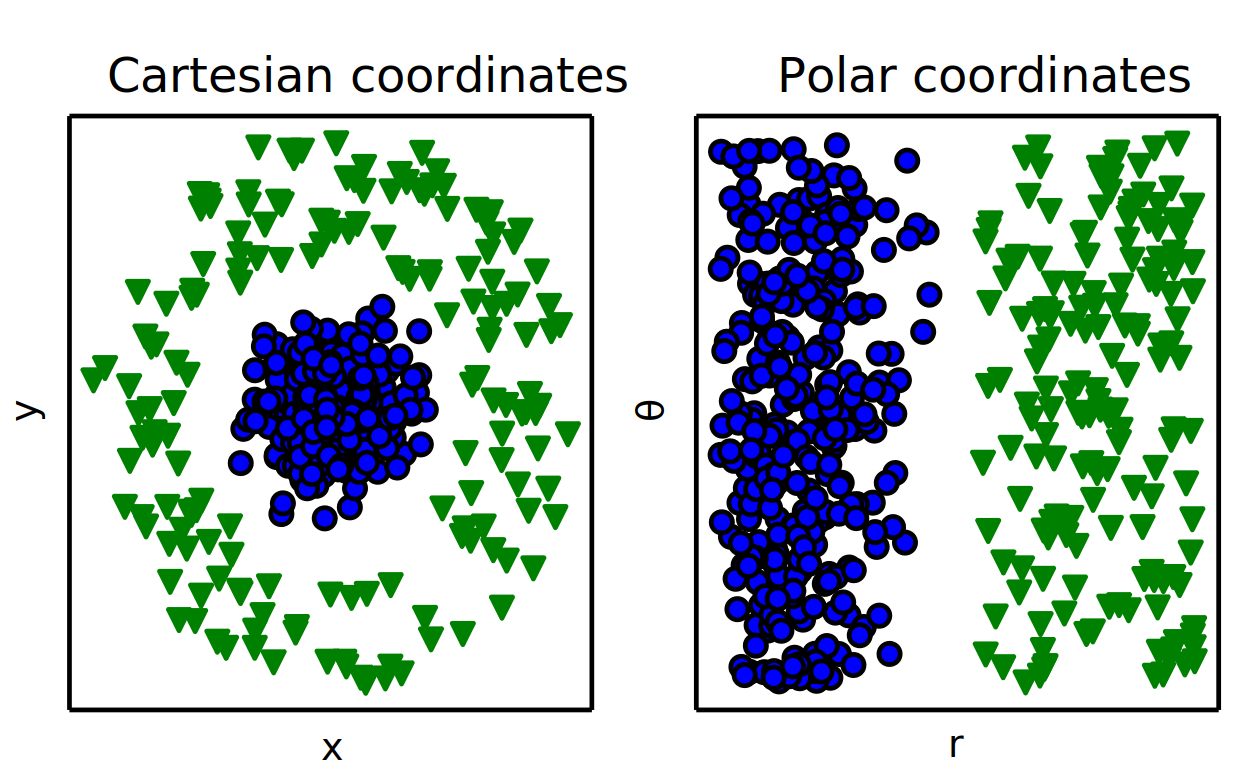 Cartesian coordinates
Polar coordinates
y
θ
x
r